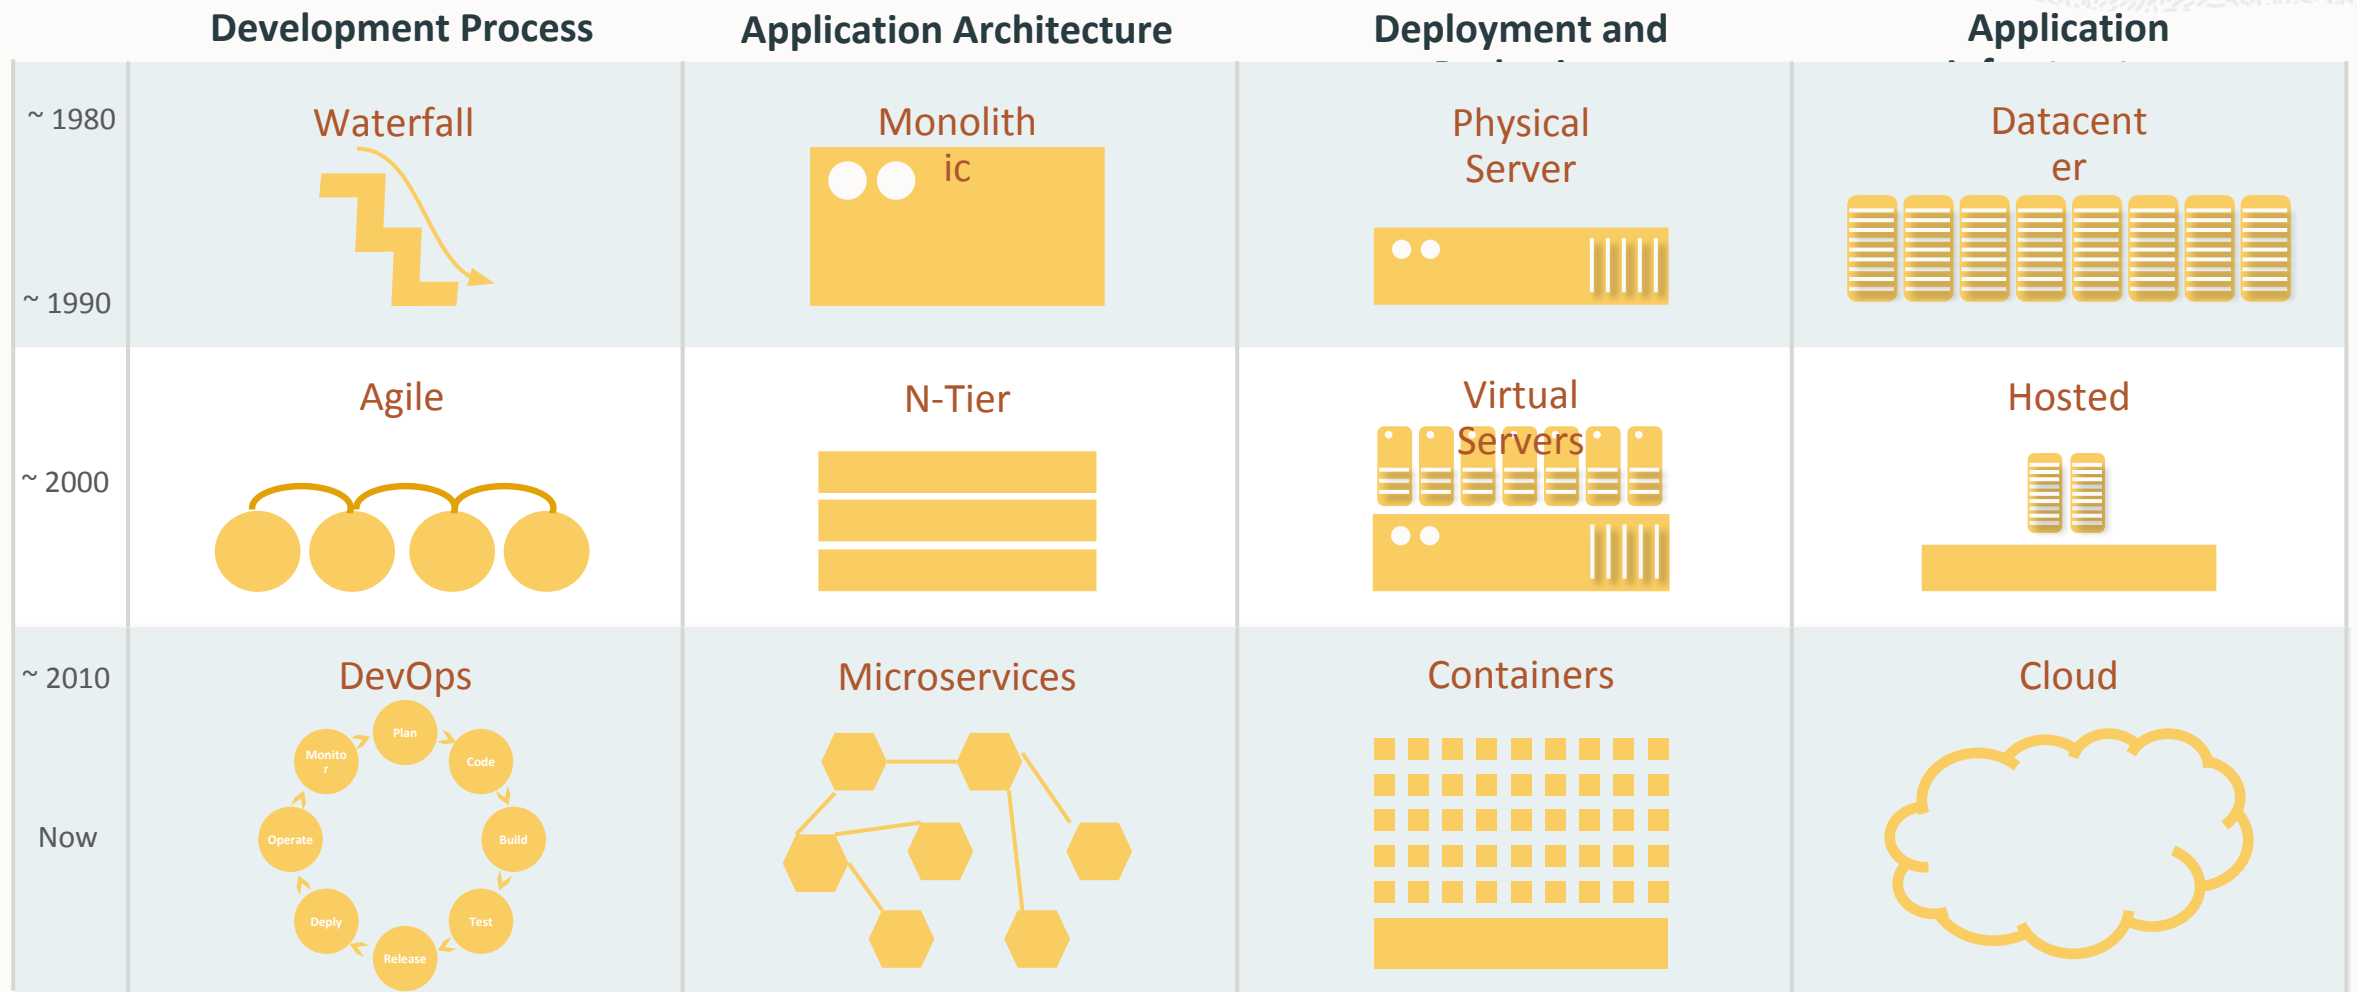 Development Process
Application Architecture
Deployment and
Application
~ 1980
Waterfall
Monolith
ic
Physical
Server
Datacent
er
~ 1990
Agile
N-Tier
Virtual
Servers
Hosted
~ 2000
~ 2010
DevOps
Microservices
Containers
Cloud
Plan
Code
Build
Test
Release
Deply
Operate
Monito
r
Now